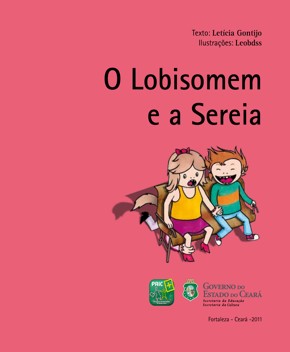 Texto: Letícia Gontijo
Ilustrações: Leobdss
O Lobisomem
e a Sereia
PAIC
GOVERNO DO
ESTADO DO CEARÁ
Secretaria da Educação
Secretaria da Cultura
Fortaleza - Ceará -2011